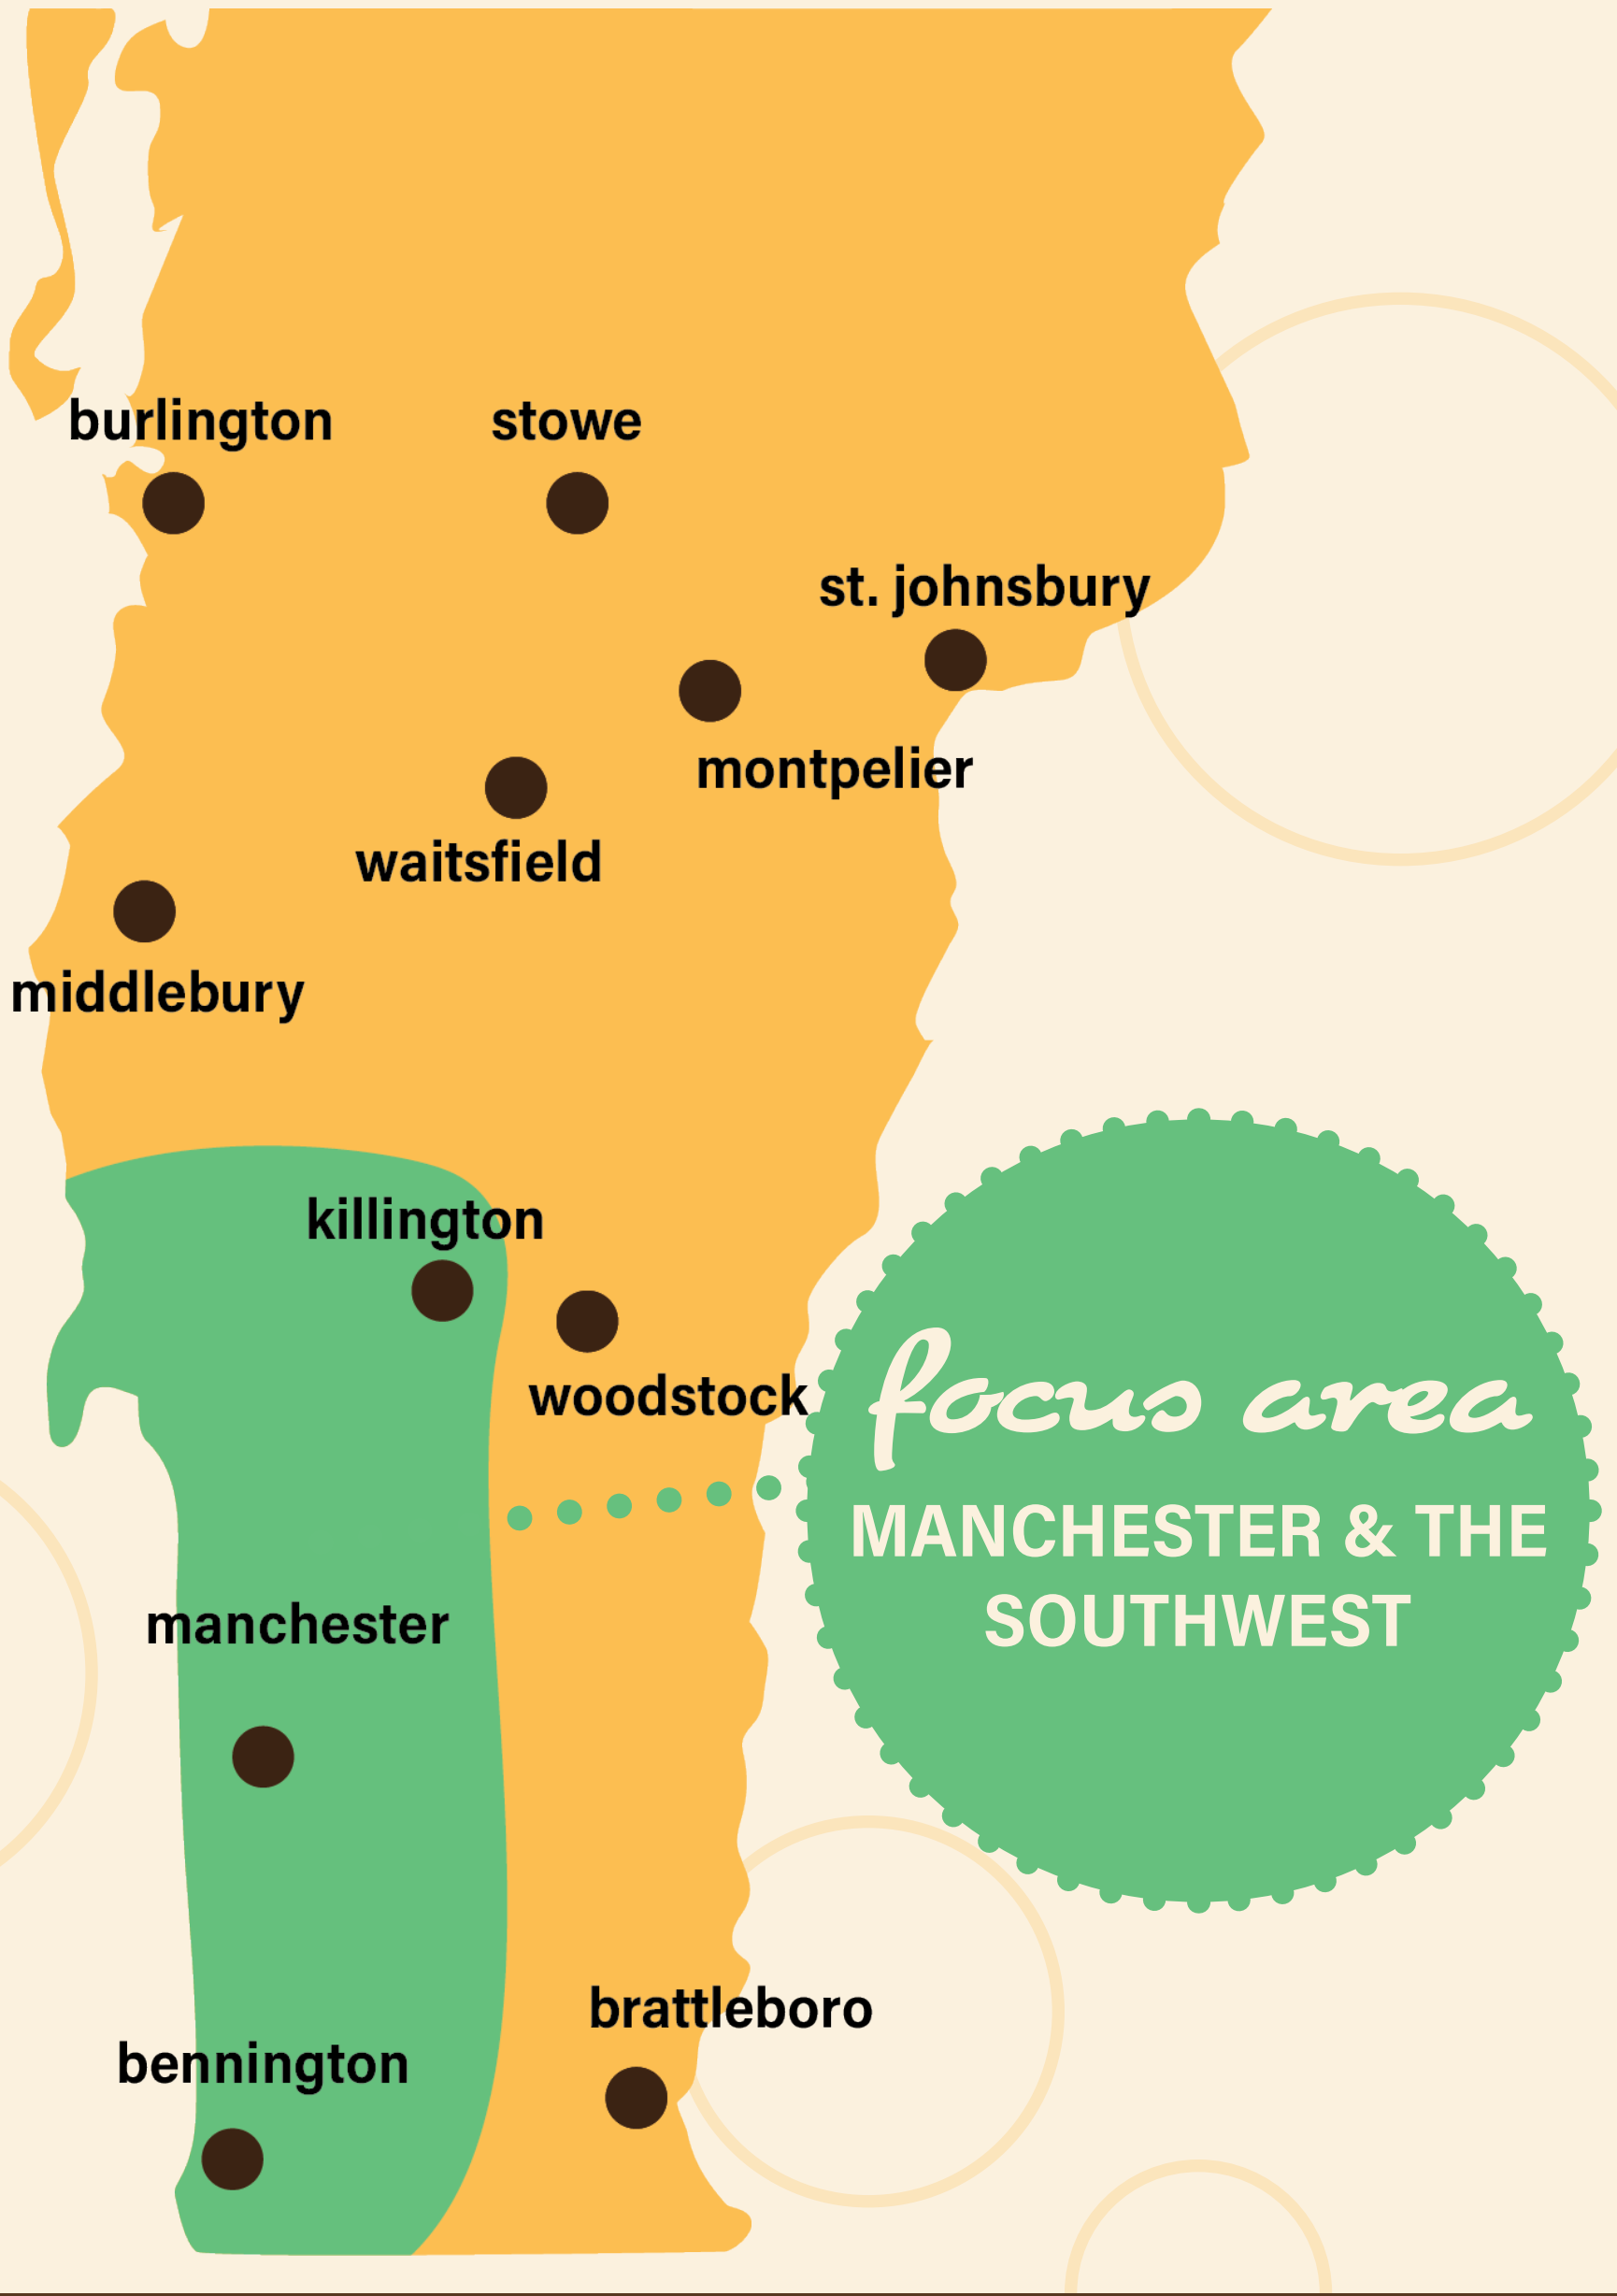 burlington
stowe
st. johnsbury
montpelier
waitsfield
middlebury
killington
woodstock
focus area
MANCHESTER & THE
SOUTHWEST
manchester
brattleboro
bennington